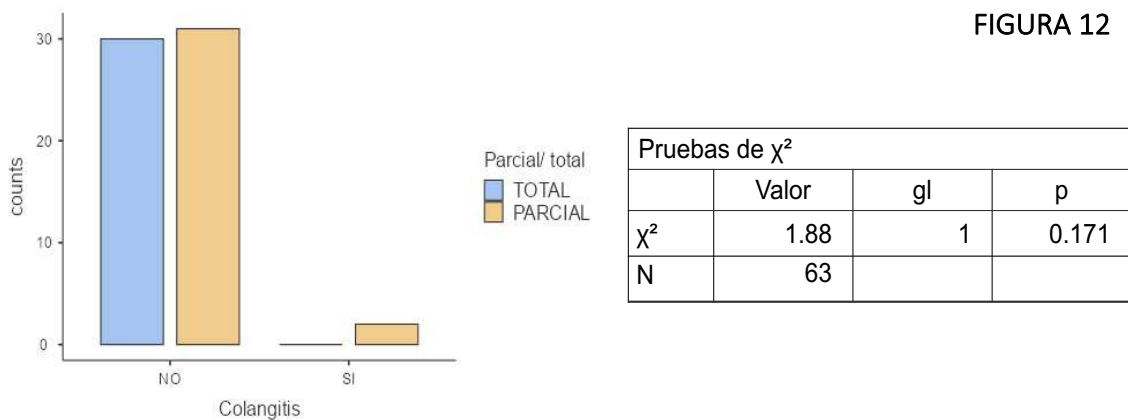 FIGURA 12
30
20
10
0
counts
NO
SI
Colangitis
Parcial/ total
TOTAL
PARCIAL
Pruebas de χ²
Valor gl p
χ² 1.88 1 0.171
N 63